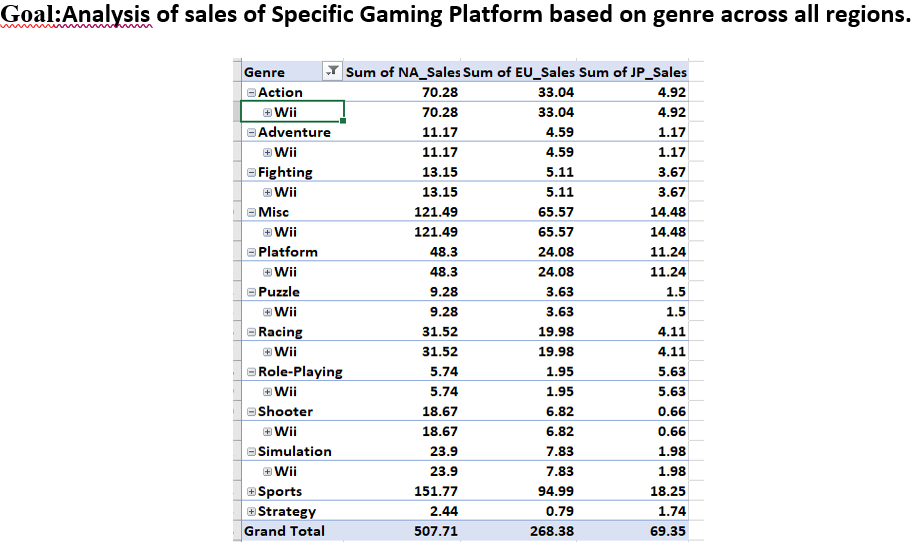 Goal:Analysis of sales of Specific Gaming Platform based on genre across all regions.
Genre Sum of NA_Sales Sum of EU_Sales Sum of JP_Sales
Action 70.28 33.04 4.92
Wii 70.28 33.04 4.92
Adventure 11.17 4.59 1.17
Wii 11.17 4.59 1.17
Fighting 13.15 5.11 3.67
Wii 13.15 5.11 3.67
Misc 121.49 65.57 14.48
Wii 121.49 65.57 14.48
Platform 48.3 24.08 11.24
Wii 48.3 24.08 11.24
Puzzle 9.28 3.63 1.5
Wii 9.28 3.63 1.5
Racing 31.52 19.98 4.11
Wii 31.52 19.98 4.11
Role-Playing 5.74 1.95 5.63
Wii 5.74 1.95 5.63
Shooter 18.67 6.82 0.66
Wii 18.67 6.82 0.66
Simulation 23.9 7.83 1.98
Wii 23.9 7.83 1.98
Sports 151.77 94.99 18.25
Strategy 2.44 0.79 1.74
Grand Total 507.71 268.38 69.35